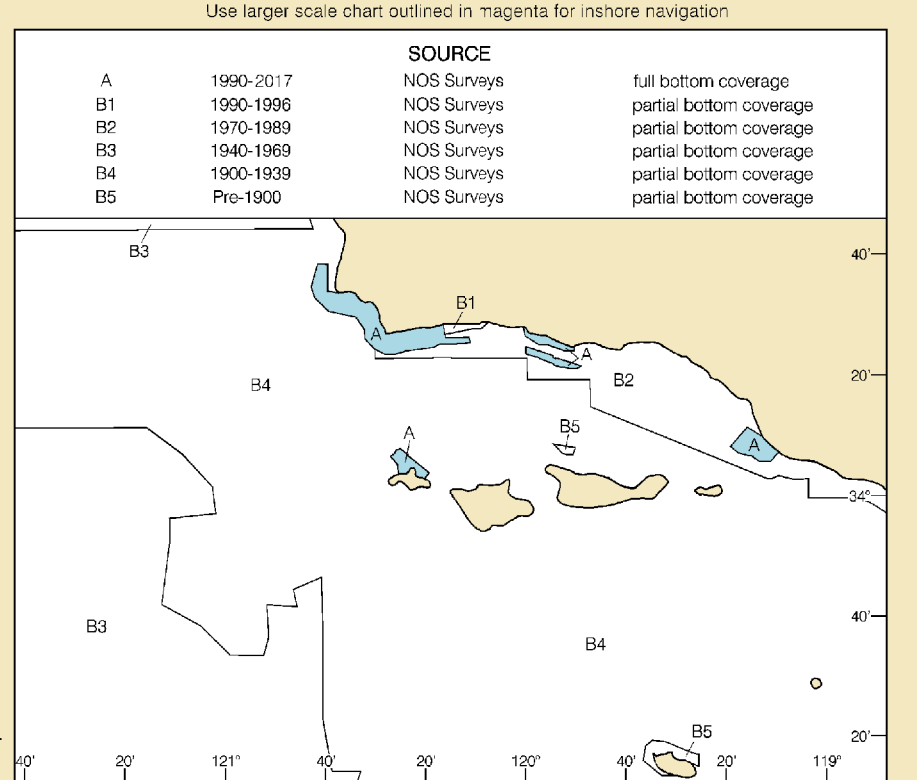 Use larger scale chart outlined in magenta for inshore navigation
SOURCE
A 1990-2017 NOS Surveys full bottom coverage
B1 1990-1996 NOS Surveys partial bottom coverage
B2 1970-1989 NOS Surveys partial bottom coverage
B3 1940-1969 NOS Surveys partial bottom coverage
B4 1900-1939 NOS Surveys partial bottom coverage
B5 Pre-1900 NOS Surveys partial bottom coverage
B3
40'
B1
A
A
20'
B4
B2
B5
A
A
34°
B3
40'
B4
B5
20'
40' 20' 121° 40' 20' 120° 40' 20' 119°